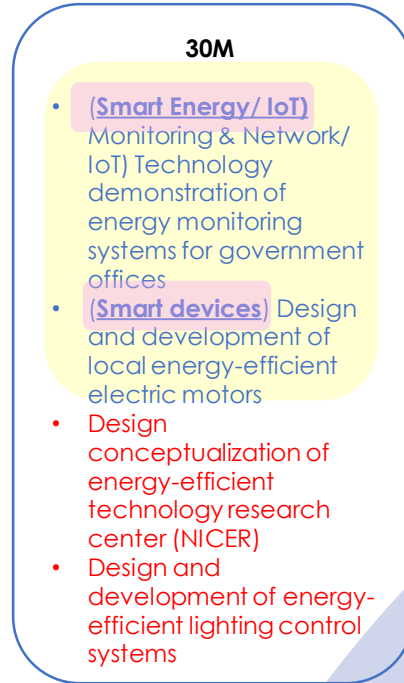 30M
• (Smart Energy/ IoT)
Monitoring & Network/
IoT) Technology
demonstration of
energy monitoring
systems for government
offices
• (Smart devices) Design
and development of
local energy-efficient
electric motors
• Design
conceptualization of
energy-efficient
technology research
center (NICER)
• Design and
development of energy-
efficient lighting control
systems